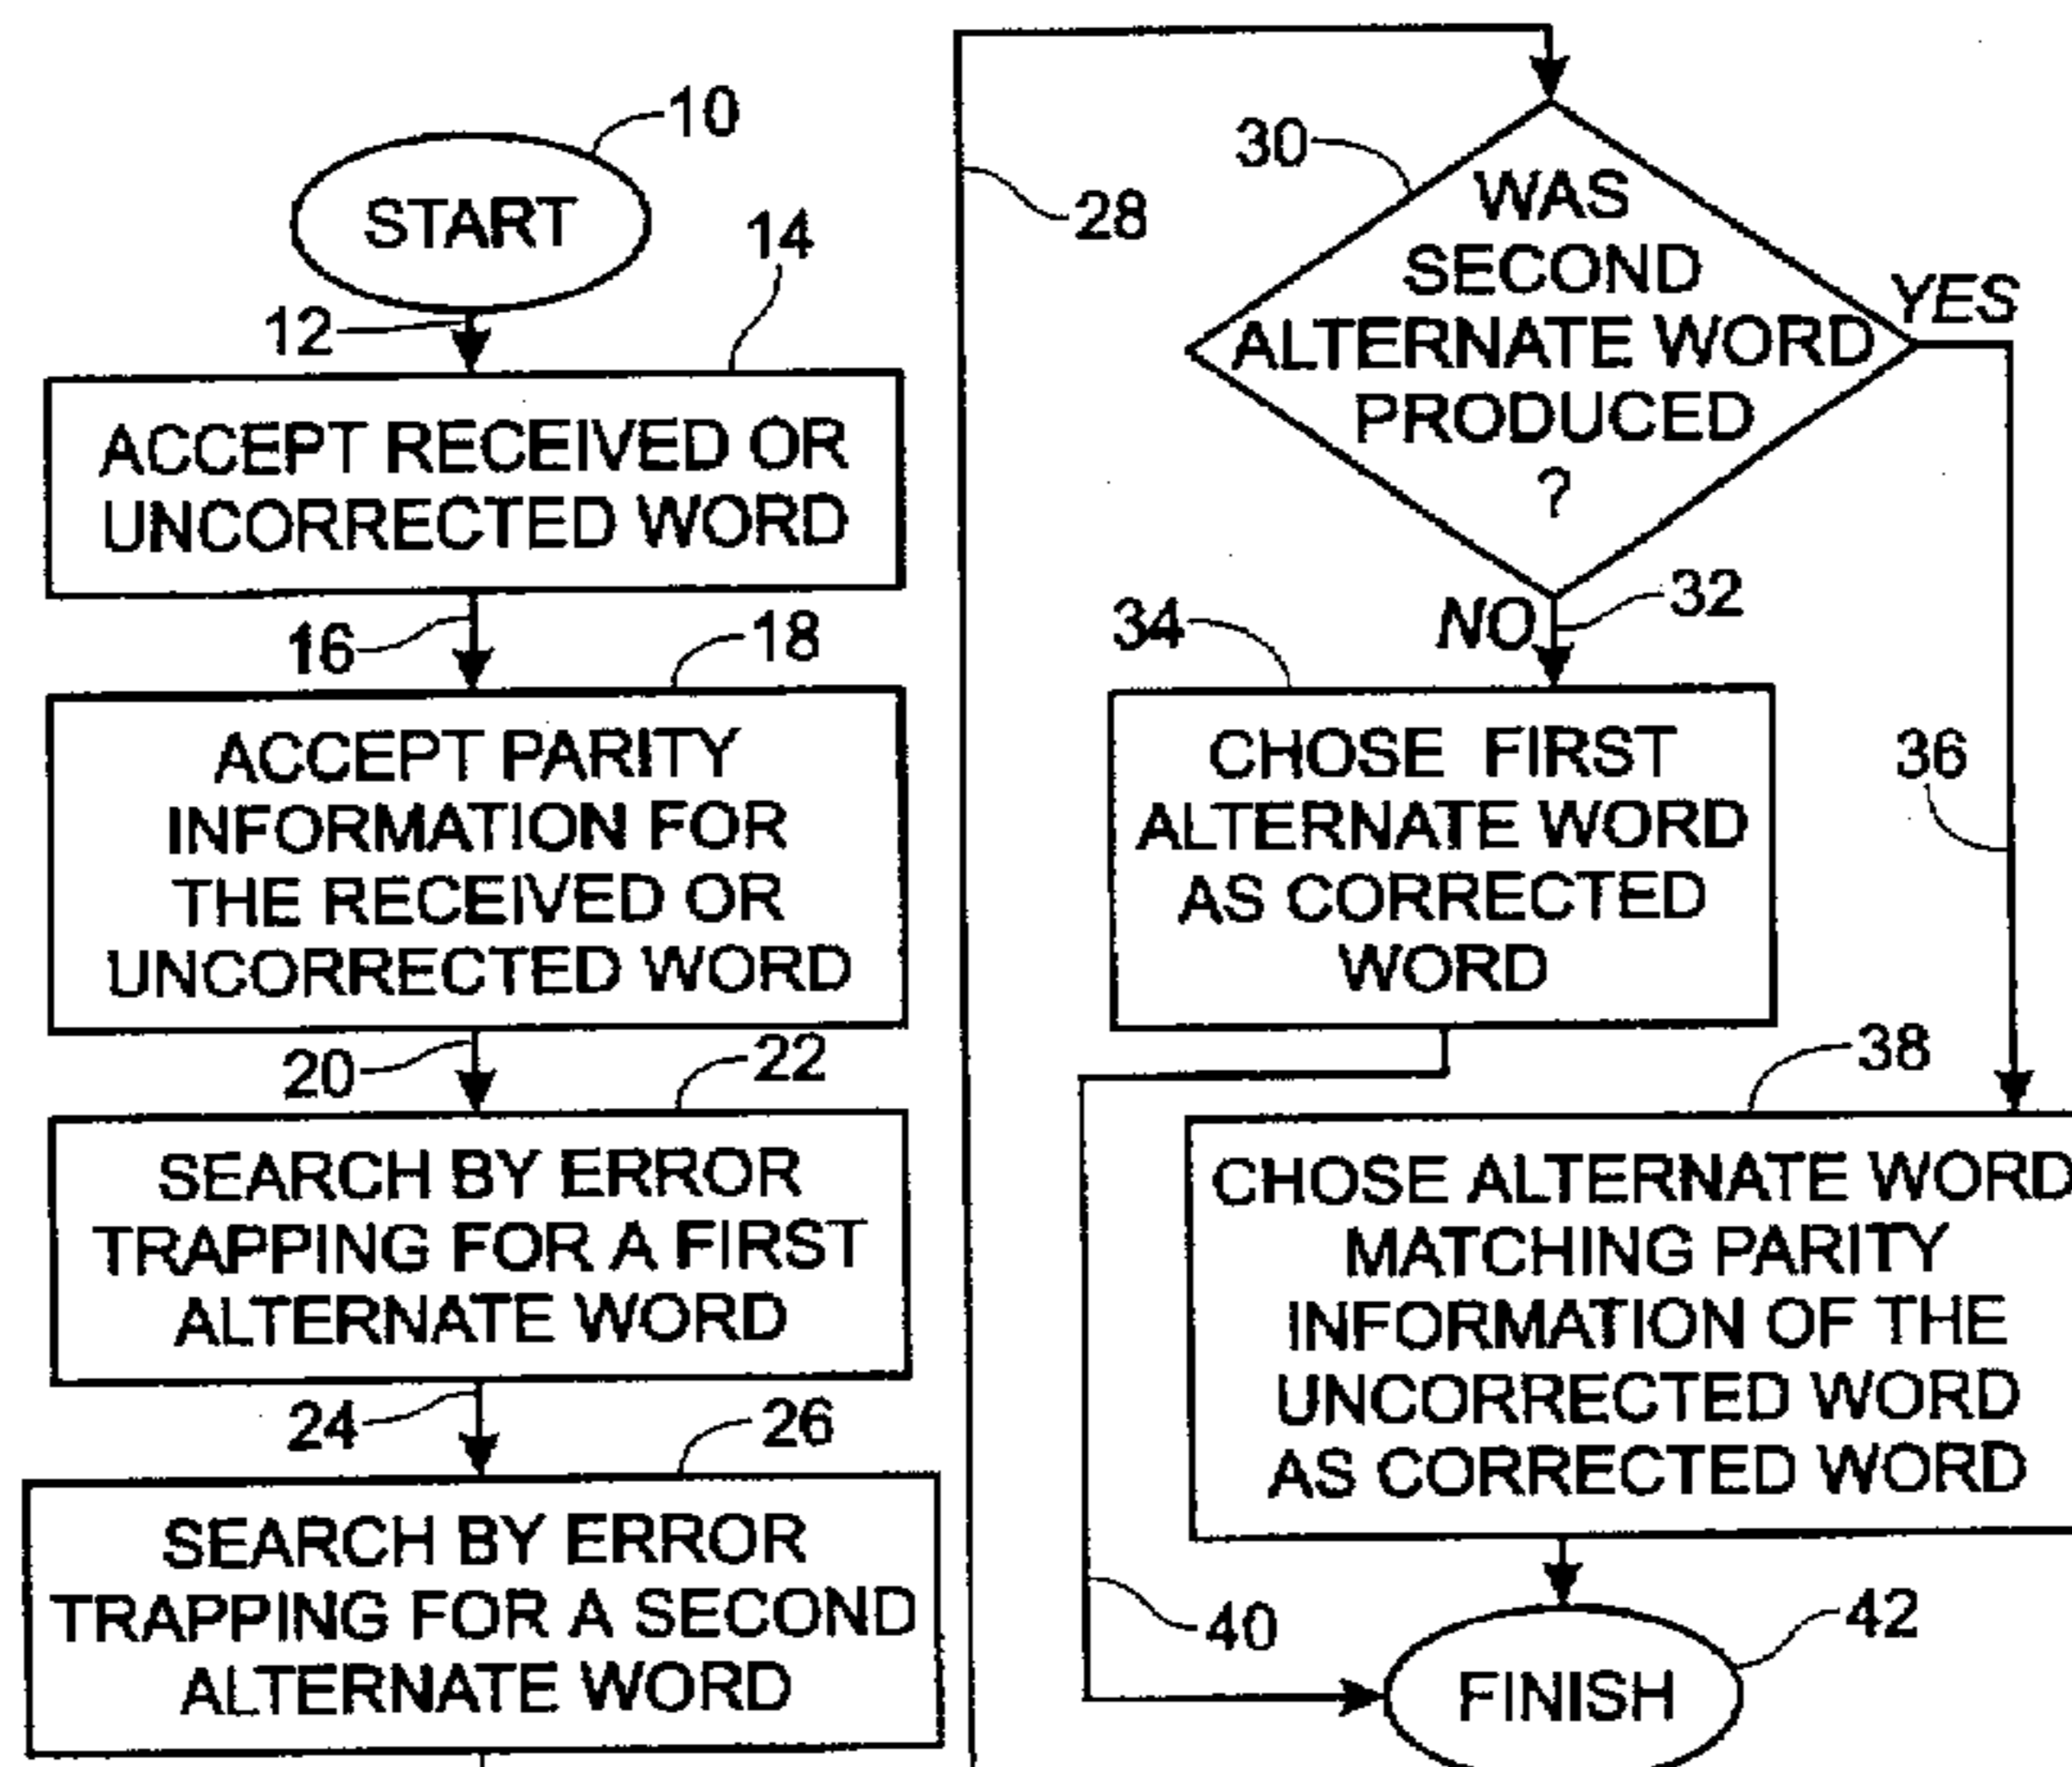 10
START
12
14
ACCEPT RECEIVED OR
UNCORRECTED WORD
16
18
ACCEPT PARITY
INFORMATION FOR
THE RECEIVED OR
UNCORRECTED WORD
20
22
SEARCH BY ERROR
TRAPPING FOR A FIRST
ALTERNATE WORD
24
26
SEARCH BY ERROR
TRAPPING FOR A SECOND
ALTERNATE WORD
28
30
WAS
SECOND
ALTERNATE WORD
PRODUCED
?
YES
NO
32
34
CHOSE FIRST
ALTERNATE WORD
AS CORRECTED
WORD
36
38
CHOSE ALTERNATE WORD
MATCHING PARITY
INFORMATION OF THE
UNCORRECTED WORD
AS CORRECTED WORD
40
42
FINISH